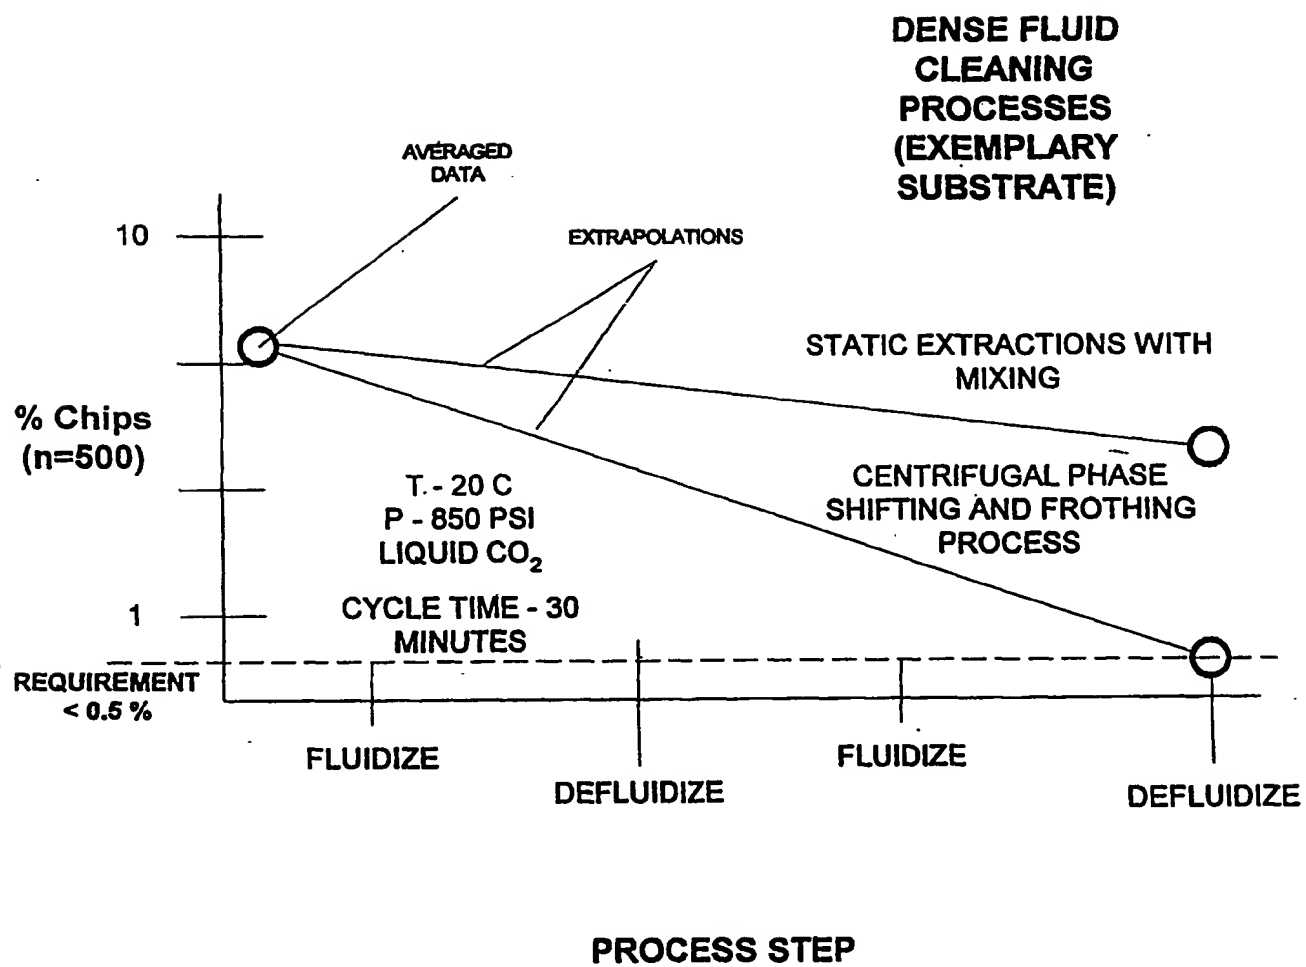 DENSE FLUID
CLEANING
PROCESSES
(EXEMPLARY
SUBSTRATE)
AVERAGED
DATA
10
EXTRAPOLATIONS
STATIC EXTRACTIONS WITH
MIXING
% Chips
(n=500)
T - 20 C
P - 850 PSI
LIQUID CO₂
CENTRIFUGAL PHASE
SHIFTING AND FROTHING
PROCESS
1
CYCLE TIME - 30
MINUTES
REQUIREMENT
< 0.5 %
FLUIDIZE
DEFLUIDIZE
FLUIDIZE
DEFLUIDIZE
PROCESS STEP